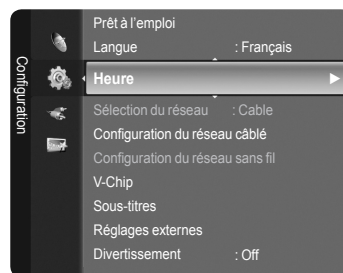 Configuration
Prêt à l'emploi
Langue : Français
Heure
Sélection du réseau : Cable
Configuration du réseau câblé
Configuration du réseau sans fil
V-Chip
Sous-titres
Réglages externes
Divertissement : Off